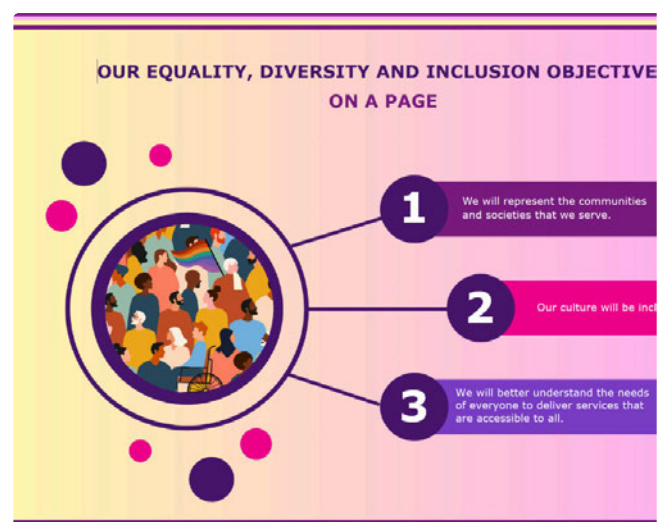 OUR EQUALITY, DIVERSITY AND INCLUSION OBJECTIVE
ON A PAGE
1
We will represent the communities
and societies that we serve.
2
Our culture will be
3
We will better understand the needs
of everyone to deliver services that
are accessible to all.